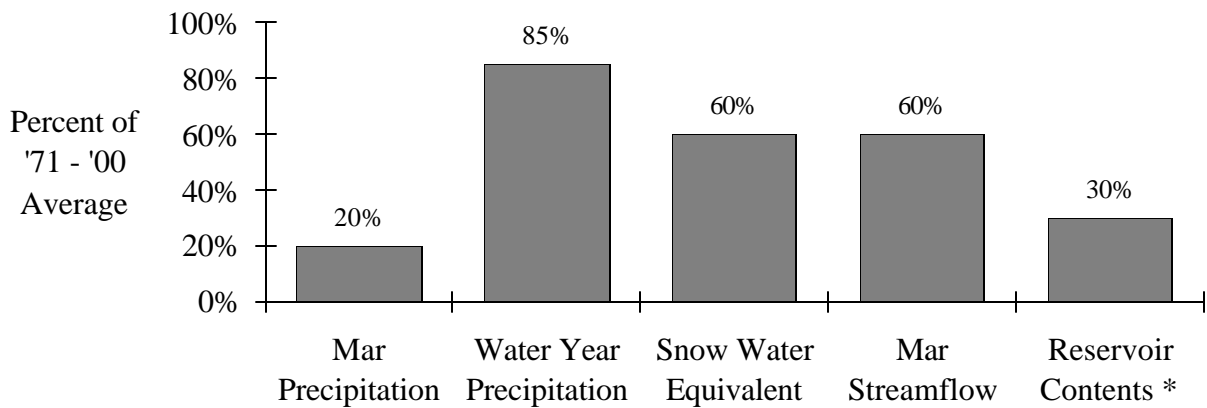 Percent of
'71 - '00
Average
100%
80%
60%
40%
20%
0%
20%
85%
60%
60%
30%
Mar
Precipitation
Water Year
Precipitation
Snow Water
Equivalent
Mar
Streamflow
Reservoir
Contents *